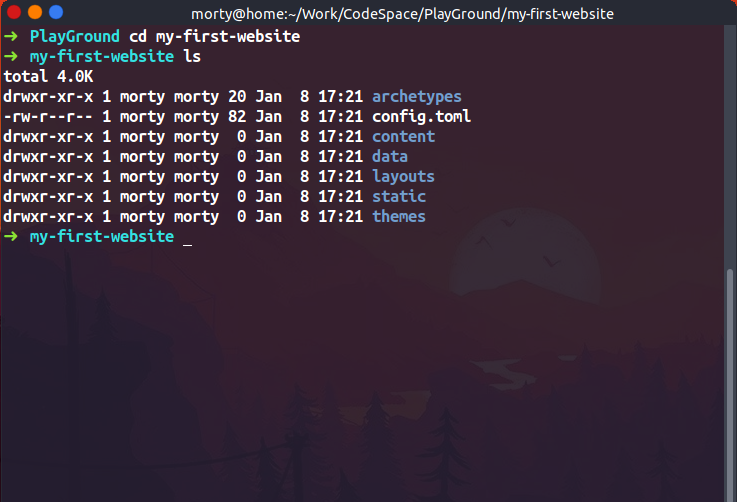 morty@home:~/Work/CodeSpace/PlayGround/my-first-website
➜ PlayGround cd my-first-website
➜ my-first-website ls
total 4.0K
drwxr-xr-x 1 morty morty 20 Jan  8 17:21 archetypes
-rw-r--r-- 1 morty morty 82 Jan  8 17:21 config.toml
drwxr-xr-x 1 morty morty  0 Jan  8 17:21 content
drwxr-xr-x 1 morty morty  0 Jan  8 17:21 data
drwxr-xr-x 1 morty morty  0 Jan  8 17:21 layouts
drwxr-xr-x 1 morty morty  0 Jan  8 17:21 static
drwxr-xr-x 1 morty morty  0 Jan  8 17:21 themes
➜ my-first-website _